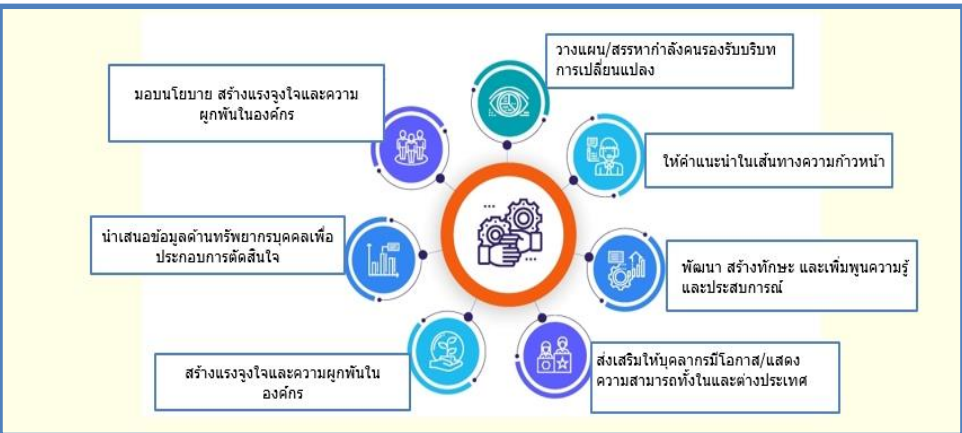 วางแผน/สรรหากำลังคนรองรับบริบท
การเปลี่ยนแปลง
ให้คำแนะนำในเส้นทางความก้าวหน้า
พัฒนา สร้างทักษะ และเพิ่มพูนความรู้
และประสบการณ์
ส่งเสริมให้บุคลากรมีโอกาส/แสดง
ความสามารถทั้งในและต่างประเทศ
สร้างแรงจูงใจและความผูกพันใน
องค์กร
นำเสนอข้อมูลด้านทรัพยากรบุคคลเพื่อ
ประกอบการตัดสินใจ
มอบนโยบาย สร้างแรงจูงใจและความ
ผูกพันในองค์กร